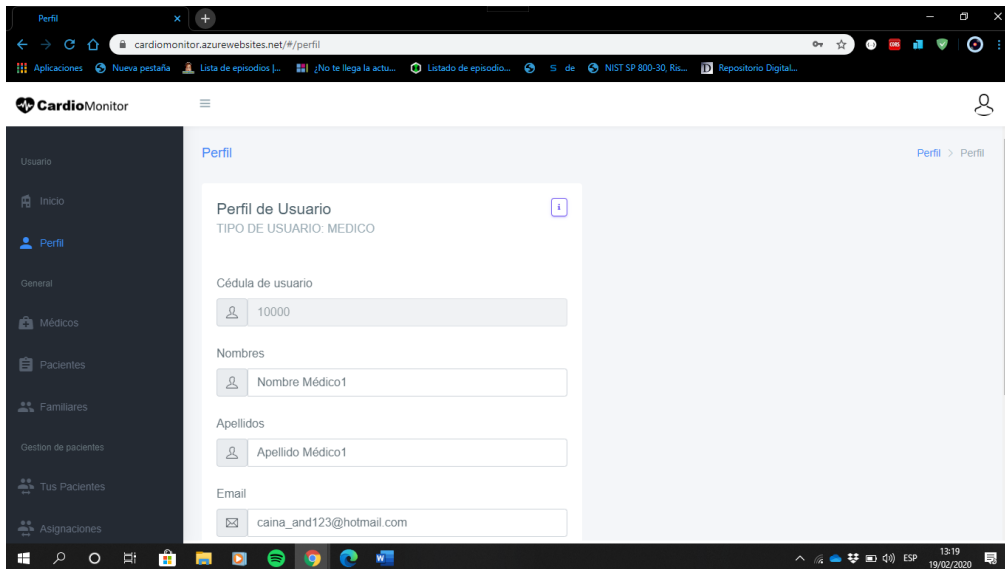 Perfil
cardiomonitor.azurewebsites.net/#/perfil
Aplicaciones Nueva pestaña Lista de episodios |... ¿No te llega la actu... Listado de episodio... S de NIST SP 800-30, Ris... Repositorio Digital...
CardioMonitor
Usuario
Inicio
Perfil
General
Médicos
Pacientes
Familiares
Gestion de pacientes
Tus Pacientes
Asignaciones
Perfil
Perfil > Perfil
Perfil de Usuario
TIPO DE USUARIO: MEDICO
Cédula de usuario
10000
Nombres
Nombre Médico1
Apellidos
Apellido Médico1
Email
caina_and123@hotmail.com
ESP
13:19
19/02/2020